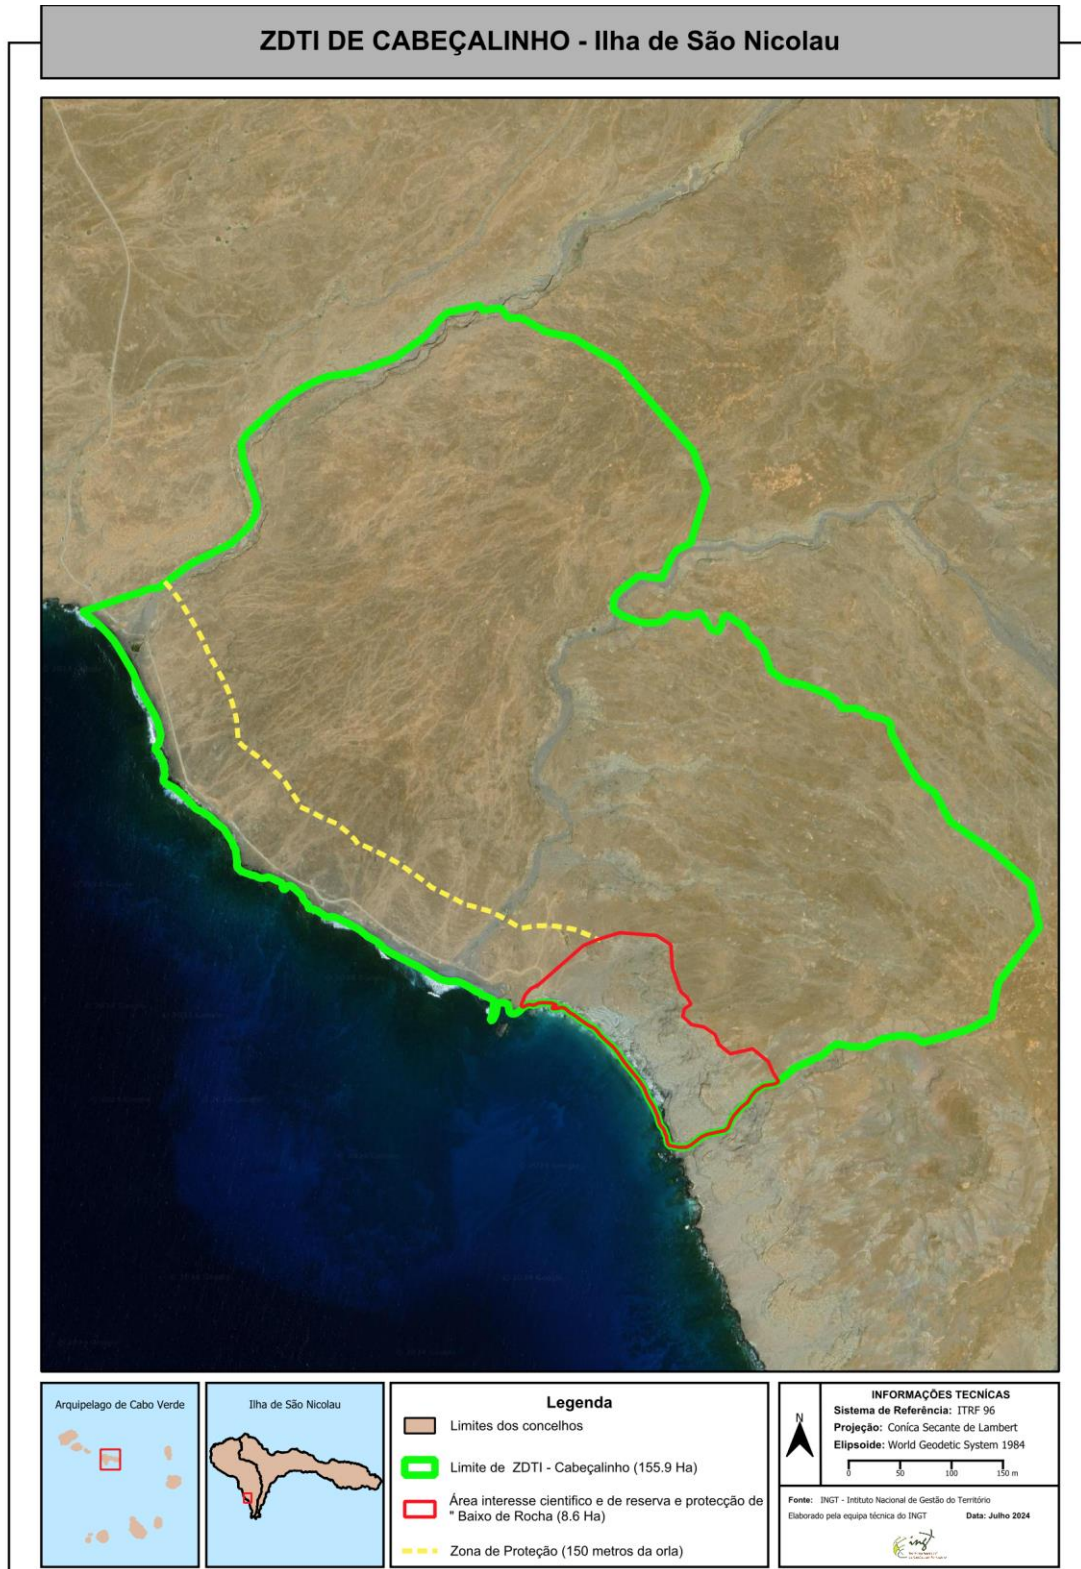 ZDTI DE CABEÇALINHO - Ilha de São Nicolau
Arquipelago de Cabo Verde
Ilha de São Nicolau
Legenda
Limites dos concelhos
Limite de ZDTI - Cabeçalinho (155.9 Ha)
Área interesse cientifico e de reserva e protecção de
" Baixo de Rocha (8.6 Ha)
Zona de Proteção (150 metros da orla)
N
INFORMAÇÕES TECNÍCAS
Sistema de Referência: ITRF 96
Projeção: Coníca Secante de Lambert
Elipsoide: World Geodetic System 1984
0 50 100 150 m
Fonte: INGT - Intituto Nacional de Gestão do Território
Elaborado pela equipa técnica do INGT Data: Julho 2024
ingt